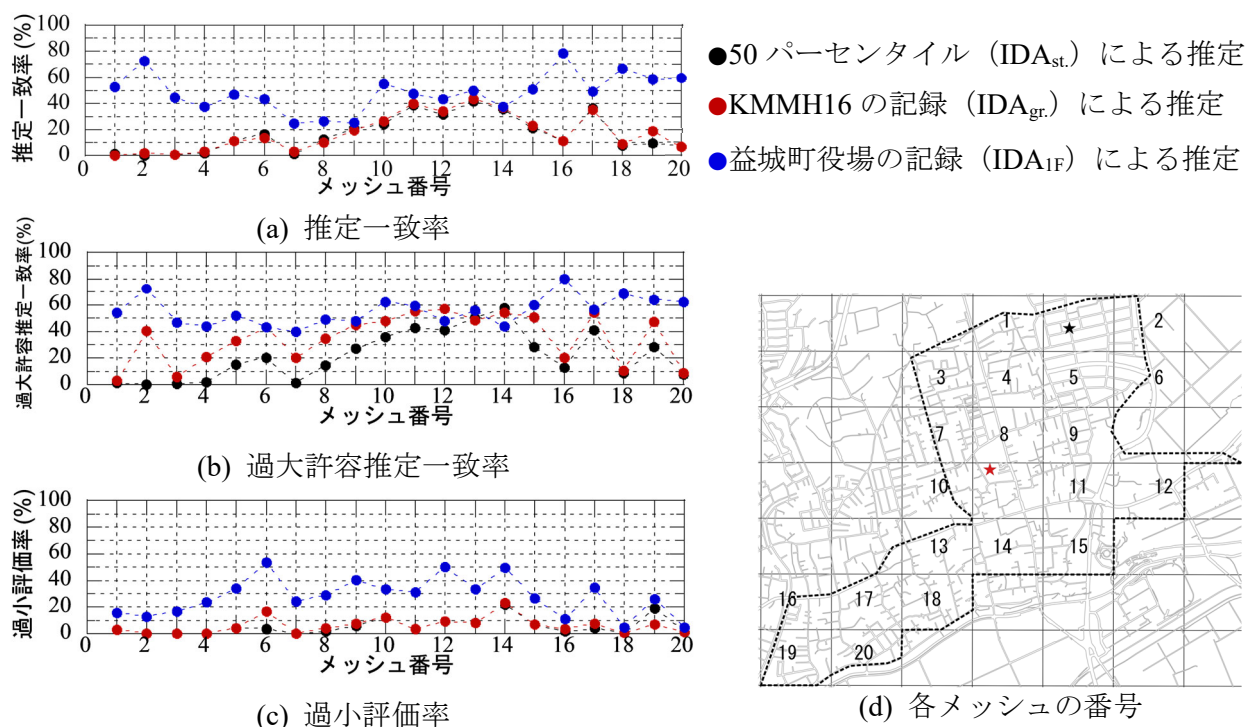 100
80
60
40
20
0
推定一致率 (%)
0 2 4 6 8 10 12 14 16 18 20
メッシュ番号
(a) 推定一致率
●50 パーセンタイル（IDAst.）による推定
●KMMH16 の記録（IDAgr.）による推定
●益城町役場の記録（IDA1F）による推定
100
80
60
40
20
0
過大許容推定一致率(%)
0 2 4 6 8 10 12 14 16 18 20
メッシュ番号
(b) 過大許容推定一致率
100
80
60
40
20
0
過小評価率(%)
0 2 4 6 8 10 12 14 16 18 20
メッシュ番号
(c) 過小評価率
1 2
3 4 5 6
7 8 9
10 11 12
13 14 15
16 17 18
19 20
(d) 各メッシュの番号